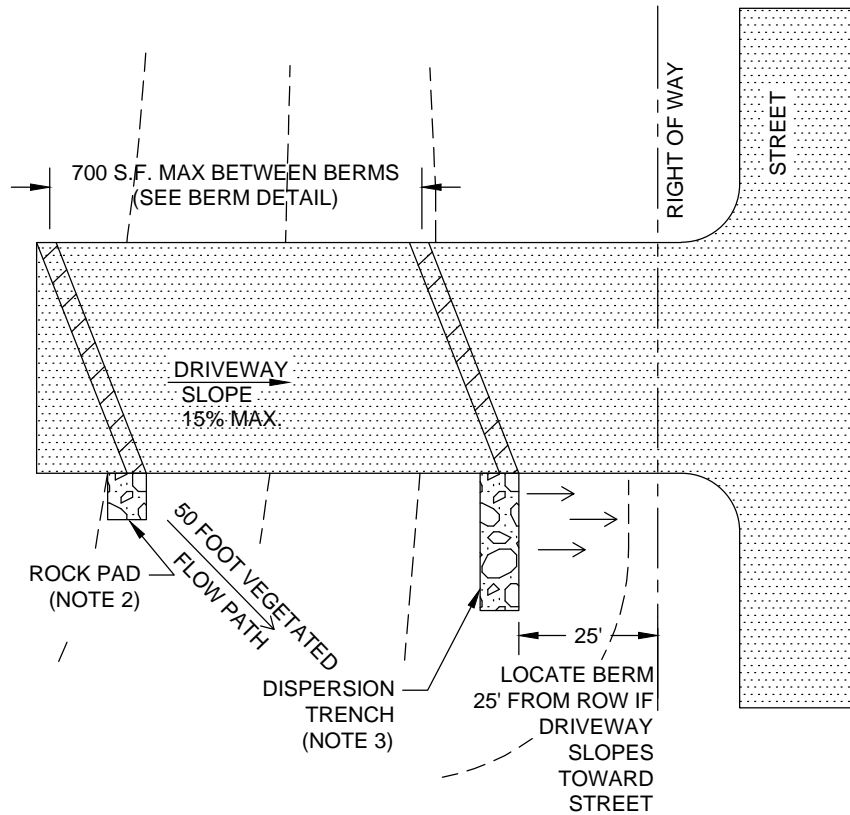 700 S.F. MAX BETWEEN BERMS
(SEE BERM DETAIL)
RIGHT OF WAY
STREET
DRIVEWAY
SLOPE
15% MAX.
ROCK PAD
(NOTE 2)
50 FOOT VEGETATED
FLOW PATH
DISPERSION
TRENCH
(NOTE 3)
25'
LOCATE BERM
25' FROM ROW IF
DRIVEWAY
SLOPES
TOWARD
STREET